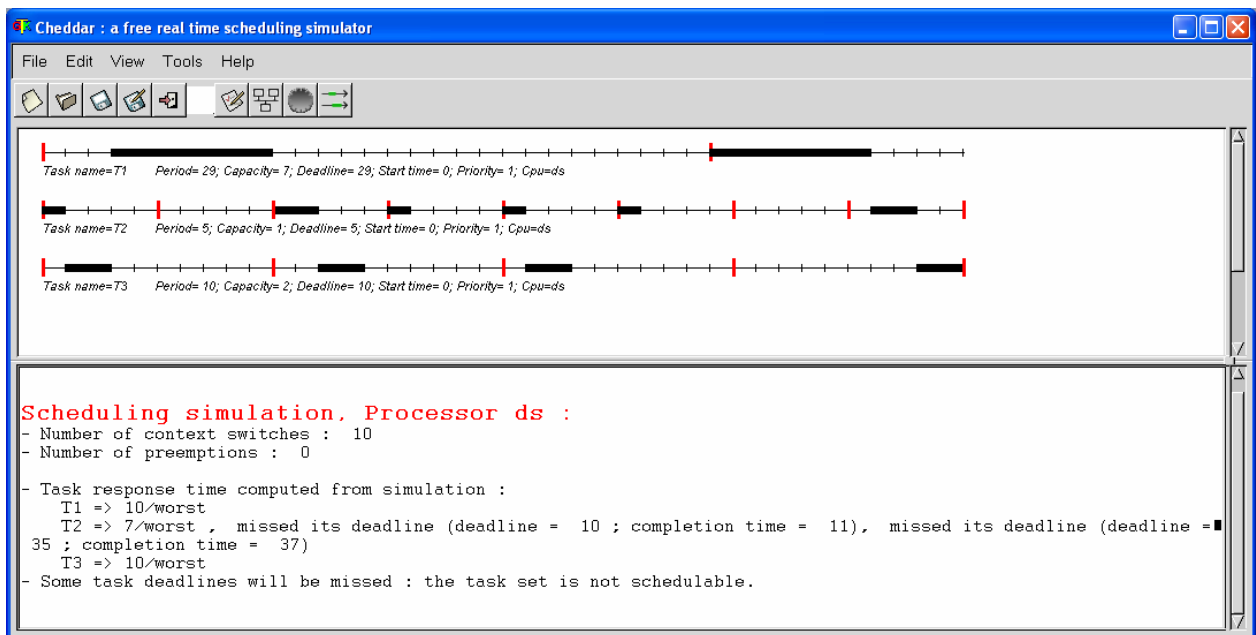 Cheddar : a free real time scheduling simulator
File Edit View Tools Help
Task name=T1 Period= 29; Capacity= 7; Deadline= 29; Start time= 0; Priority= 1; Cpu=ds
Task name=T2 Period= 5; Capacity= 1; Deadline= 5; Start time= 0; Priority= 1; Cpu=ds
Task name=T3 Period= 10; Capacity= 2; Deadline= 10; Start time= 0; Priority= 1; Cpu=ds
Scheduling simulation, Processor ds :
- Number of context switches : 10
- Number of preemptions : 0
- Task response time computed from simulation :
T1 => 10/worst
T2 => 7/worst , missed its deadline (deadline = 10 ; completion time = 11), missed its deadline (deadline =
35 ; completion time = 37)
T3 => 10/worst
- Some task deadlines will be missed : the task set is not schedulable.